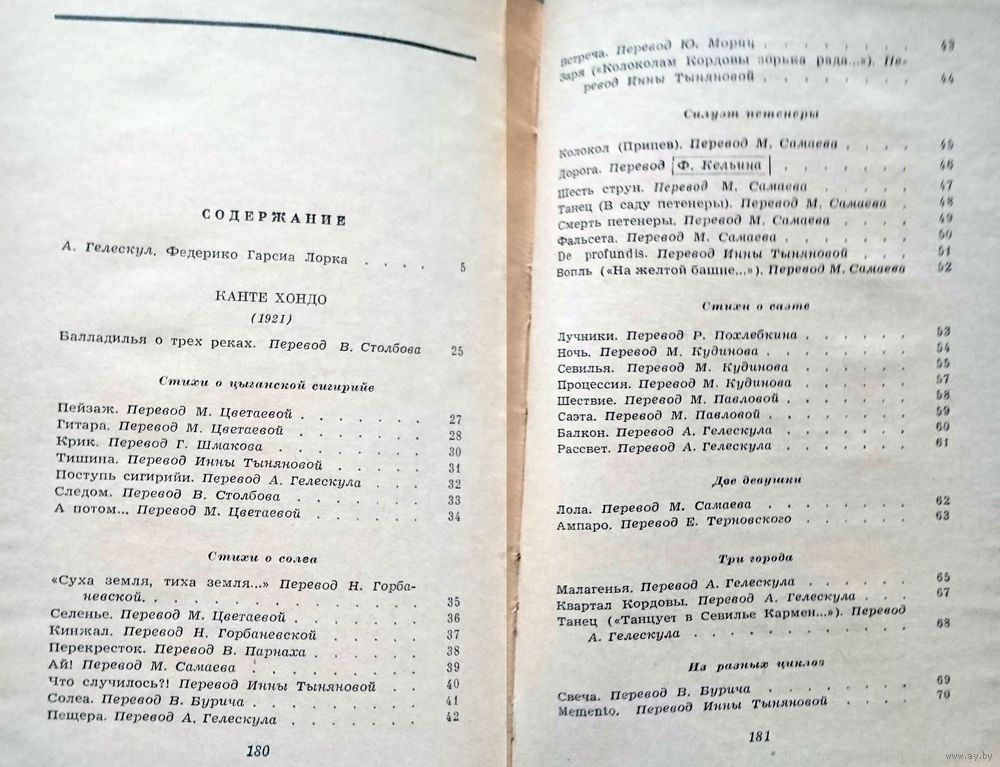 СОДЕРЖАНИЕ
А. Гелескул. Федерико Гарсиа Лорка . . . . 5
КАНТЕ ХОНДО
(1921)
Балладилья о трех реках. Перевод В. Столбова 25
Стихи о цыганской сигирийе
Пейзаж. Перевод М. Цветаевой . . . . . . 27
Гитара. Перевод М. Цветаевой . . . . . . 28
Крик. Перевод Г. Шмакова . . . . . . . 30
Тишина. Перевод Инны Тыняновой . . . . . 31
Поступь сигирийи. Перевод А. Гелескула . . . 32
Следом. Перевод В. Столбова . . . . . . 33
А потом... Перевод М. Цветаевой . . . . . 34
Стихи о солеа
«Суха земля, тиха земля...» Перевод Н. Горба-
невской. . . . . . . . . . . . 35
Селенье. Перевод М. Цветаевой . . . . . . 36
Кинжал. Перевод Н. Горбаневской . . . . . 37
Перекресток. Перевод В. Парнаха . . . . . 38
Ай! Перевод М. Самаева . . . . . . . 39
Что случилось?! Перевод Инны Тыняновой . . 40
Солеа. Перевод В. Бурича . . . . . . . 41
Пещера. Перевод А. Гелескула . . . . . . 42
180
Встреча. Перевод Ю. Мориц . . . . . . . 43
Заря («Колоколам Кордовы зорька рада...»). Пе-
ревод Инны Тыняновой . . . . . . . 44
Силуэт петенеры
Колокол (Припев). Перевод М. Самаева . . . . 45
Дорога. Перевод Ф. Кельина . . . . . . 46
Шесть струн. Перевод М. Самаева . . . . . 47
Танец (В саду петенеры). Перевод М. Самаева . 48
Смерть петенеры. Перевод М. Самаева . . . . 49
Фальсета. Перевод М. Самаева . . . . . . 50
De profundis. Перевод Инны Тыняновой . . . 51
Вопль («На желтой башне...»). Перевод М. Самаева 52
Стихи о саэте
Лучники. Перевод Р. Похлебкина . . . . . 53
Ночь. Перевод М. Кудинова . . . . . . . 54
Севилья. Перевод М. Кудинова . . . . . . 55
Процессия. Перевод М. Кудинова . . . . . 57
Шествие. Перевод М. Павловой . . . . . . 58
Саэта. Перевод М. Павловой . . . . . . . 59
Балкон. Перевод А. Гелескула . . . . . . 60
Рассвет. Перевод А. Гелескула . . . . . . 61
Две девушки
Лола. Перевод М. Самаева . . . . . . . 62
Ампаро. Перевод Е. Терновского . . . . . 63
Три города
Малагенья. Перевод А. Гелескула . . . . . 65
Квартал Кордовы. Перевод А. Гелескула . . . 67
Танец («Танцует в Севилье Кармен...»). Перевод
А. Гелескула . . . . . . . . . . 68
Из разных циклов
Свеча. Перевод В. Бурича . . . . . . . 69
Memento. Перевод Инны Тыняновой . . . . 70
181
www.ay.by